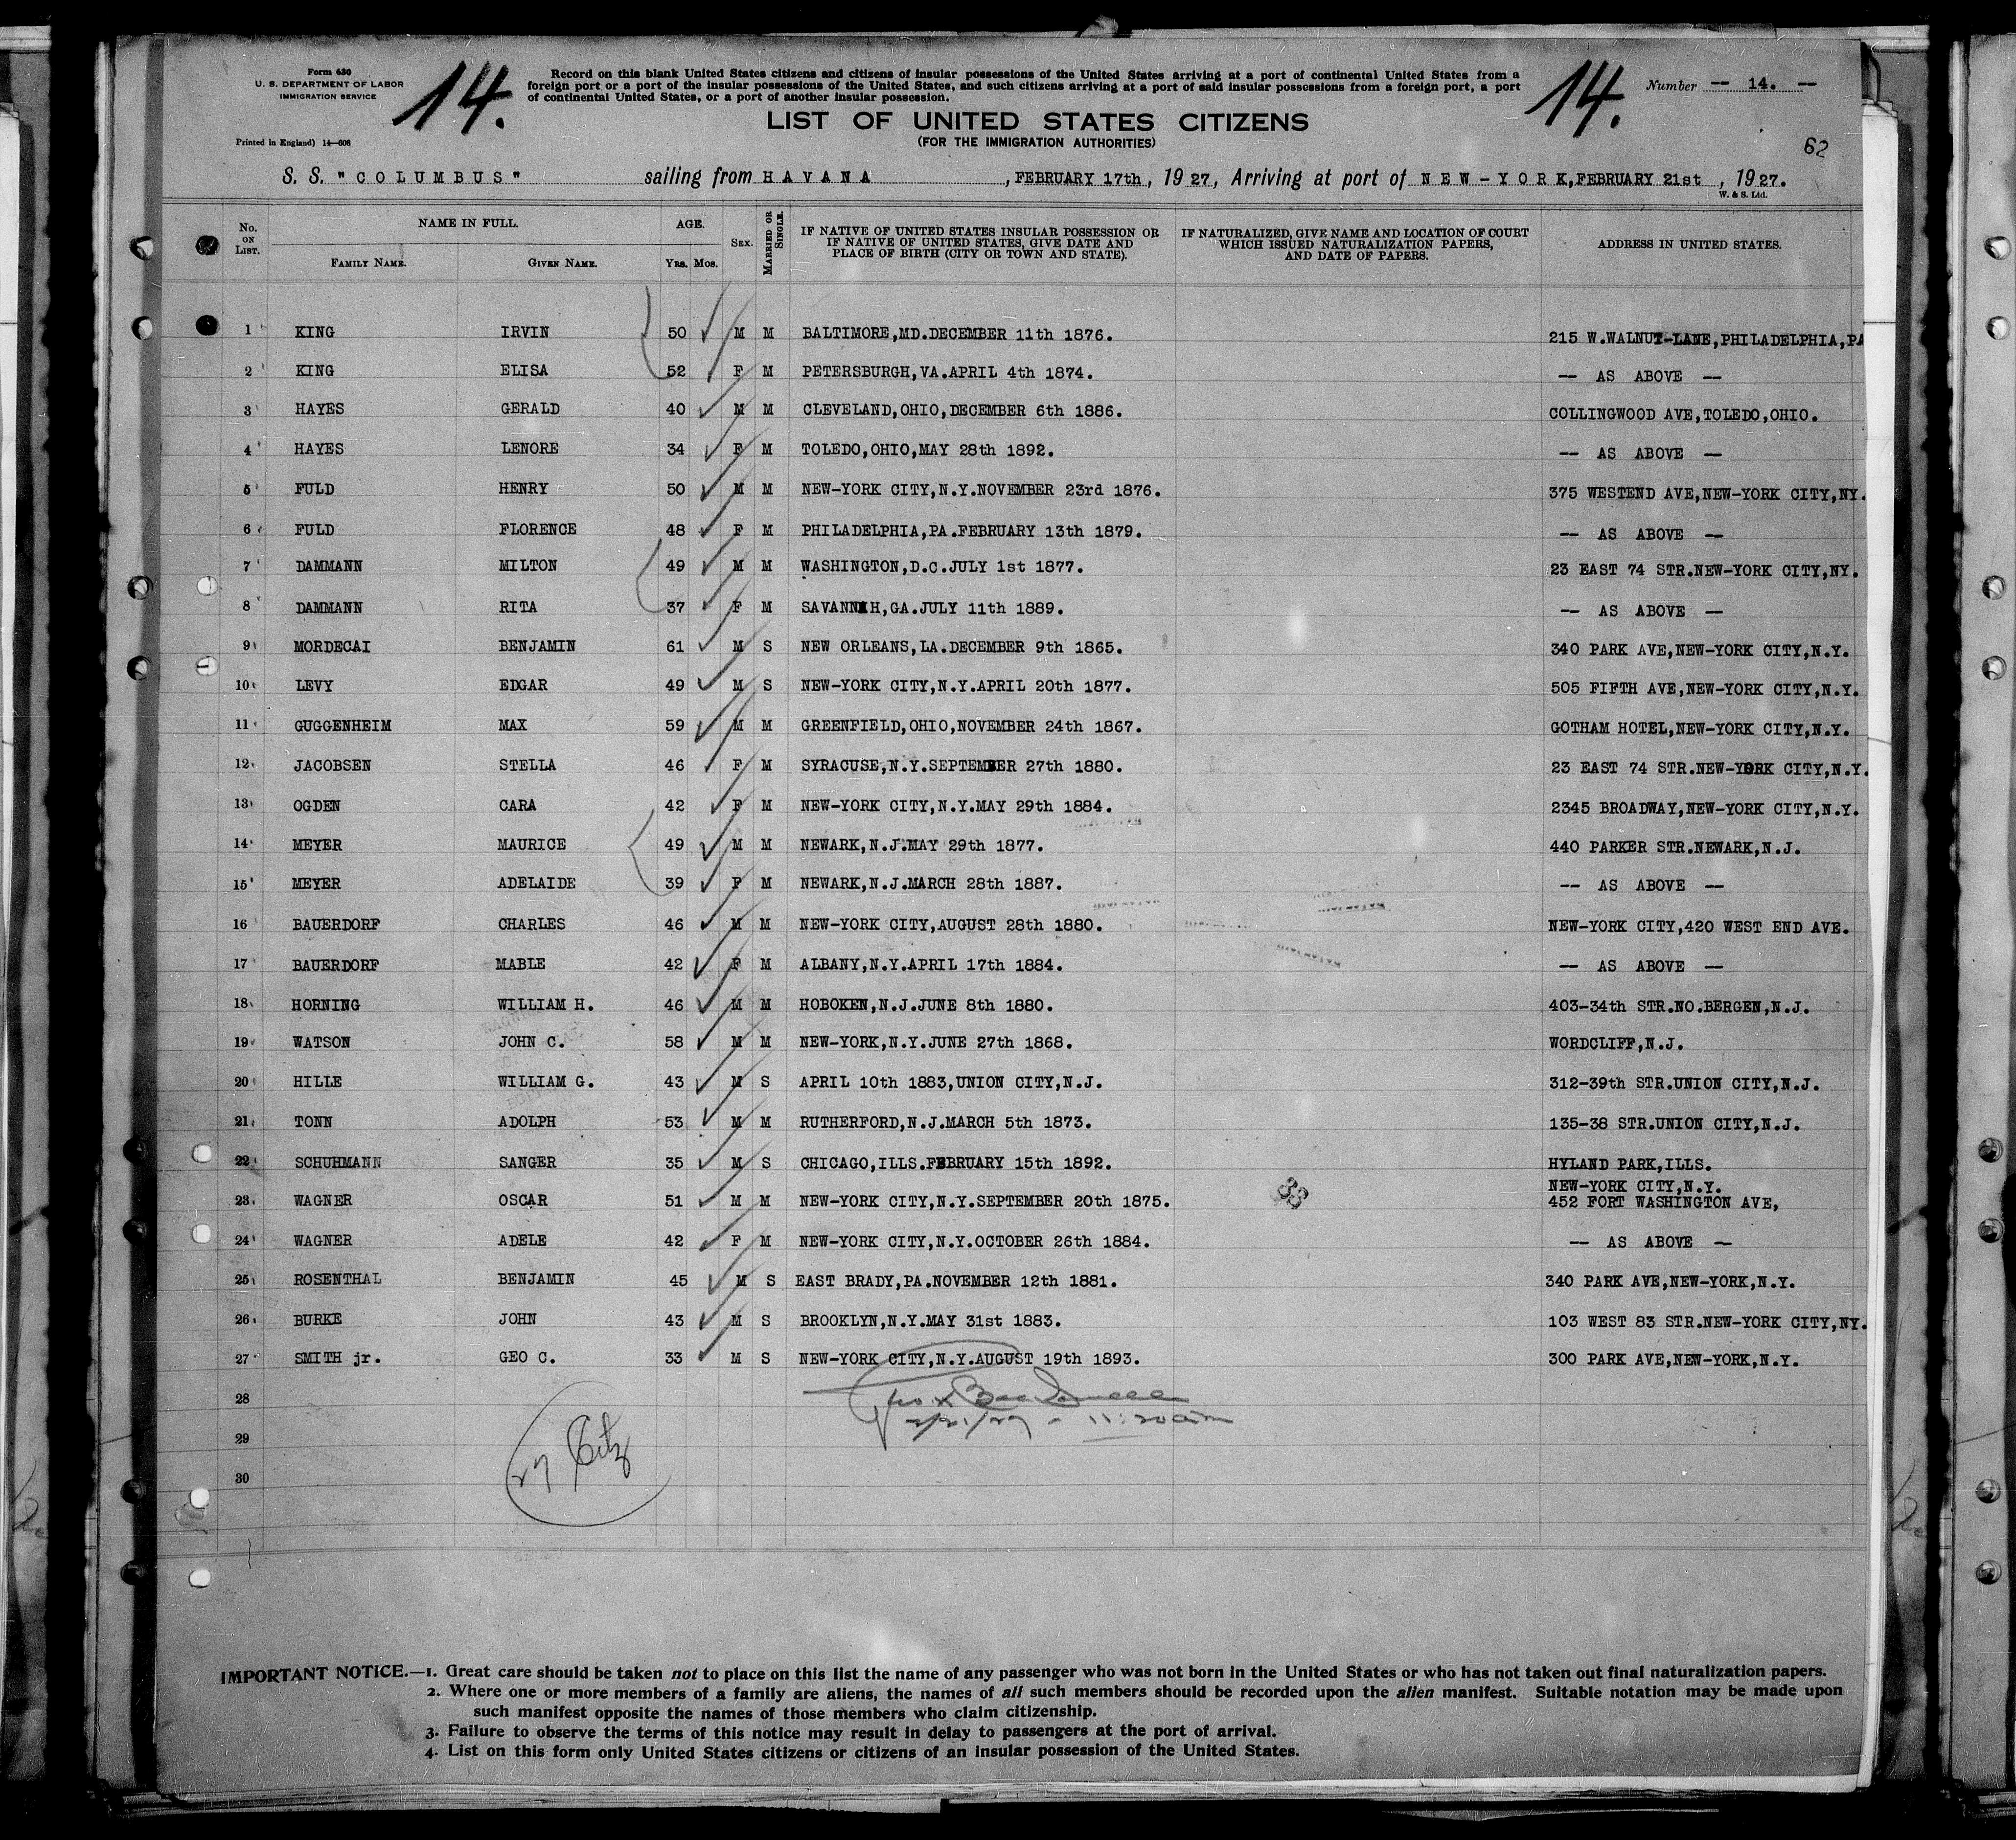 Form 630
U. S. DEPARTMENT OF LABOR
IMMIGRATION SERVICE
Printed in England) 14—608
14.
Record on this blank United States citizens and citizens of insular possessions of the United States arriving at a port of continental United States from a
foreign port or a port of the insular possessions of the United States, and such citizens arriving at a port of said insular possessions from a foreign port, a port
of continental United States, or a port of another insular possession.
14.
Number -- 14. --
LIST OF UNITED STATES CITIZENS
(FOR THE IMMIGRATION AUTHORITIES)
62
S. S. "COLUMBUS" sailing from HAVANA, FEBRUARY 17th, 1927, Arriving at port of NEW-YORK, FEBRUARY 21st, 1927.
W. & S. Ltd.
No. ON LIST. NAME IN FULL. AGE. SEX. MARRIED OR SINGLE. IF NATIVE OF UNITED STATES INSULAR POSSESSION OR IF NATIVE OF UNITED STATES, GIVE DATE AND PLACE OF BIRTH (CITY OR TOWN AND STATE). IF NATURALIZED, GIVE NAME AND LOCATION OF COURT WHICH ISSUED NATURALIZATION PAPERS, AND DATE OF PAPERS. ADDRESS IN UNITED STATES.
FAMILY NAME. GIVEN NAME. Yrs. Mos.
1 KING IRVIN 50 M M BALTIMORE,MD.DECEMBER 11th 1876. 215 W.WALNUT-LANE,PHILADELPHIA,PA
2 KING ELISA 52 F M PETERSBURGH,VA.APRIL 4th 1874. -- AS ABOVE --
3 HAYES GERALD 40 M M CLEVELAND,OHIO,DECEMBER 6th 1886. COLLINGWOOD AVE,TOLEDO,OHIO.
4 HAYES LENORE 34 F M TOLEDO,OHIO,MAY 28th 1892. -- AS ABOVE --
5 FULD HENRY 50 M M NEW-YORK CITY,N.Y.NOVEMBER 23rd 1876. 375 WESTEND AVE,NEW-YORK CITY,NY.
6 FULD FLORENCE 48 F M PHILADELPHIA,PA.FEBRUARY 13th 1879. -- AS ABOVE --
7 DAMMANN MILTON 49 M M WASHINGTON,D.C.JULY 1st 1877. 23 EAST 74 STR.NEW-YORK CITY,NY.
8 DAMMANN RITA 37 F M SAVANNAH,GA.JULY 11th 1889. -- AS ABOVE --
9 MORDECAI BENJAMIN 61 M S NEW ORLEANS,LA.DECEMBER 9th 1865. 340 PARK AVE,NEW-YORK CITY,N.Y.
10 LEVY EDGAR 49 M S NEW-YORK CITY,N.Y.APRIL 20th 1877. 505 FIFTH AVE,NEW-YORK CITY,N.Y.
11 GUGGENHEIM MAX 59 M M GREENFIELD,OHIO,NOVEMBER 24th 1867. GOTHAM HOTEL,NEW-YORK CITY,N.Y.
12 JACOBSEN STELLA 46 F M SYRACUSE,N.Y.SEPTEMBER 27th 1880. 23 EAST 74 STR.NEW-YORK CITY,N.Y.
13 OGDEN CARA 42 F M NEW-YORK CITY,N.Y.MAY 29th 1884. 2345 BROADWAY,NEW-YORK CITY,N.Y.
14 MEYER MAURICE 49 M M NEWARK,N.J.MAY 29th 1877. 440 PARKER STR.NEWARK,N.J.
15 MEYER ADELAIDE 39 F M NEWARK,N.J.MARCH 28th 1887. -- AS ABOVE --
16 BAUERDORF CHARLES 46 M M NEW-YORK CITY,AUGUST 28th 1880. NEW-YORK CITY,420 WEST END AVE.
17 BAUERDORF MABLE 42 F M ALBANY,N.Y.APRIL 17th 1884. -- AS ABOVE --
18 HORNING WILLIAM H. 46 M M HOBOKEN,N.J.JUNE 8th 1880. 403-34th STR.NO.BERGEN,N.J.
19 WATSON JOHN C. 58 M M NEW-YORK,N.Y.JUNE 27th 1868. WORDCLIFF,N.J.
20 HILLE WILLIAM G. 43 M S APRIL 10th 1883,UNION CITY,N.J. 312-39th STR.UNION CITY,N.J.
21 TONN ADOLPH 53 M M RUTHERFORD,N.J.MARCH 5th 1873. 135-38 STR.UNION CITY,N.J.
22 SCHUHMANN SANGER 35 M S CHICAGO,ILLS.FEBRUARY 15th 1892. HYLAND PARK,ILLS.
NEW-YORK CITY,N.Y.
23 WAGNER OSCAR 51 M M NEW-YORK CITY,N.Y.SEPTEMBER 20th 1875. 33 452 FORT WASHINGTON AVE,
24 WAGNER ADELE 42 F M NEW-YORK CITY,N.Y.OCTOBER 26th 1884. -- AS ABOVE --
25 ROSENTHAL BENJAMIN 45 M S EAST BRADY,PA.NOVEMBER 12th 1881. 340 PARK AVE,NEW-YORK,N.Y.
26 BURKE JOHN 43 M S BROOKLYN,N.Y.MAY 31st 1883. 103 WEST 83 STR.NEW-YORK CITY,NY.
27 SMITH jr. GEO C. 33 M S NEW-YORK CITY,N.Y.AUGUST 19th 1893. 300 PARK AVE,NEW-YORK,N.Y.
28
2/21/27 - 11:20am
29
27 Citz
30
IMPORTANT NOTICE.—1. Great care should be taken not to place on this list the name of any passenger who was not born in the United States or who has not taken out final naturalization papers.
2. Where one or more members of a family are aliens, the names of all such members should be recorded upon the alien manifest. Suitable notation may be made upon
such manifest opposite the names of those members who claim citizenship.
3. Failure to observe the terms of this notice may result in delay to passengers at the port of arrival.
4. List on this form only United States citizens or citizens of an insular possession of the United States.